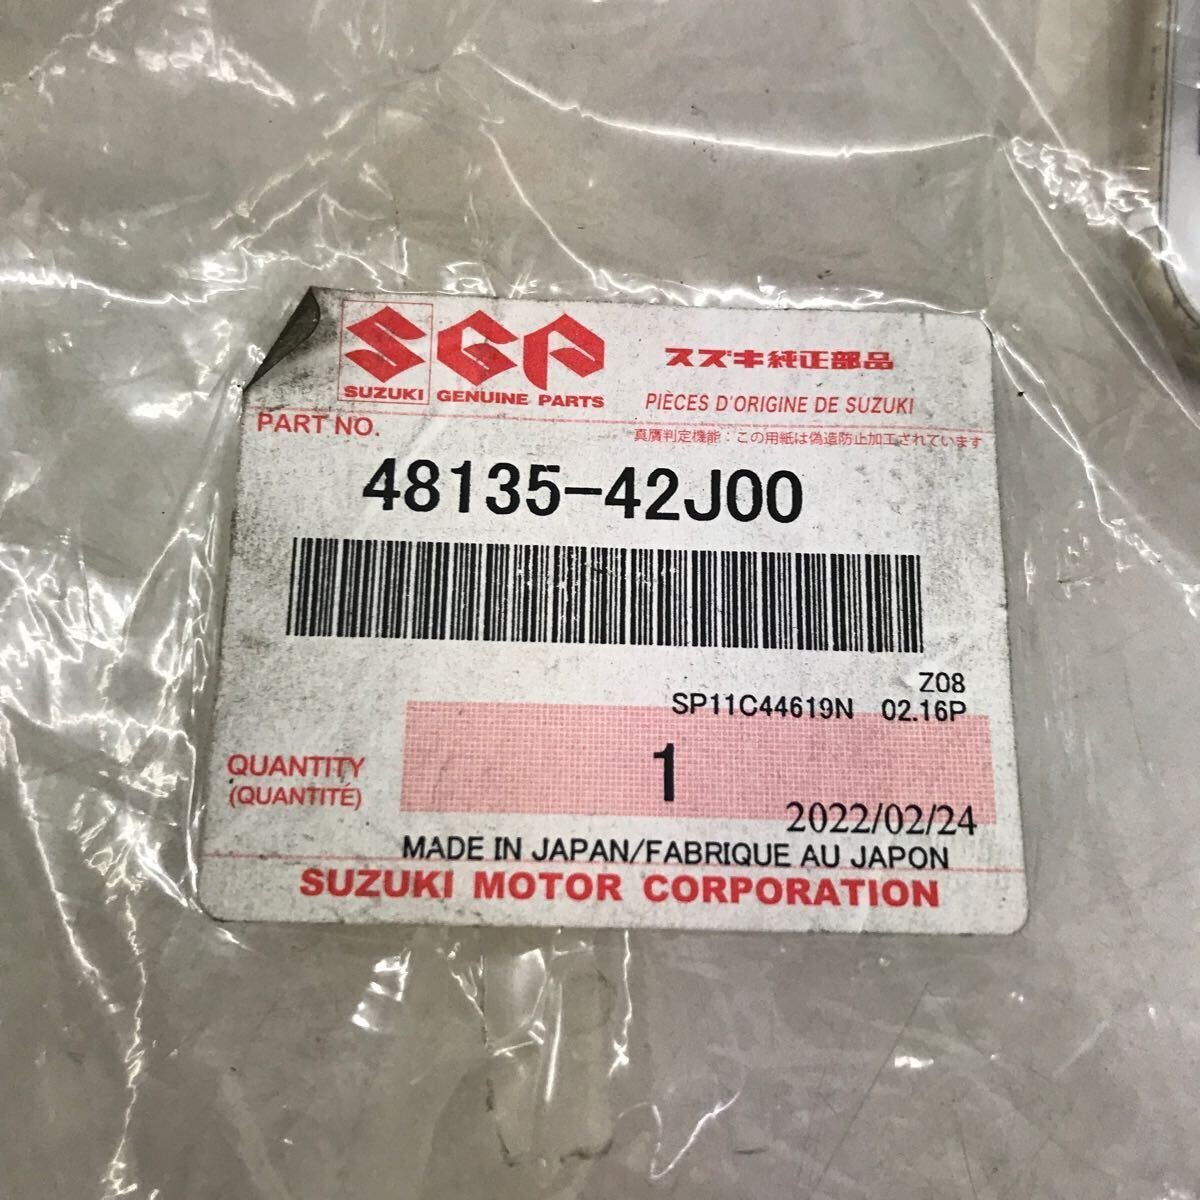 SGP
SUZUKI GENUINE PARTS
スズキ純正部品
PIÈCES D'ORIGINE DE SUZUKI
PART NO.
真贋判定機能：この用紙は偽造防止加工されています
48135-42J00
Z08
SP11C44619N 02.16P
QUANTITY
(QUANTITÉ)
1
2022/02/24
MADE IN JAPAN/FABRIQUE AU JAPON
SUZUKI MOTOR CORPORATION